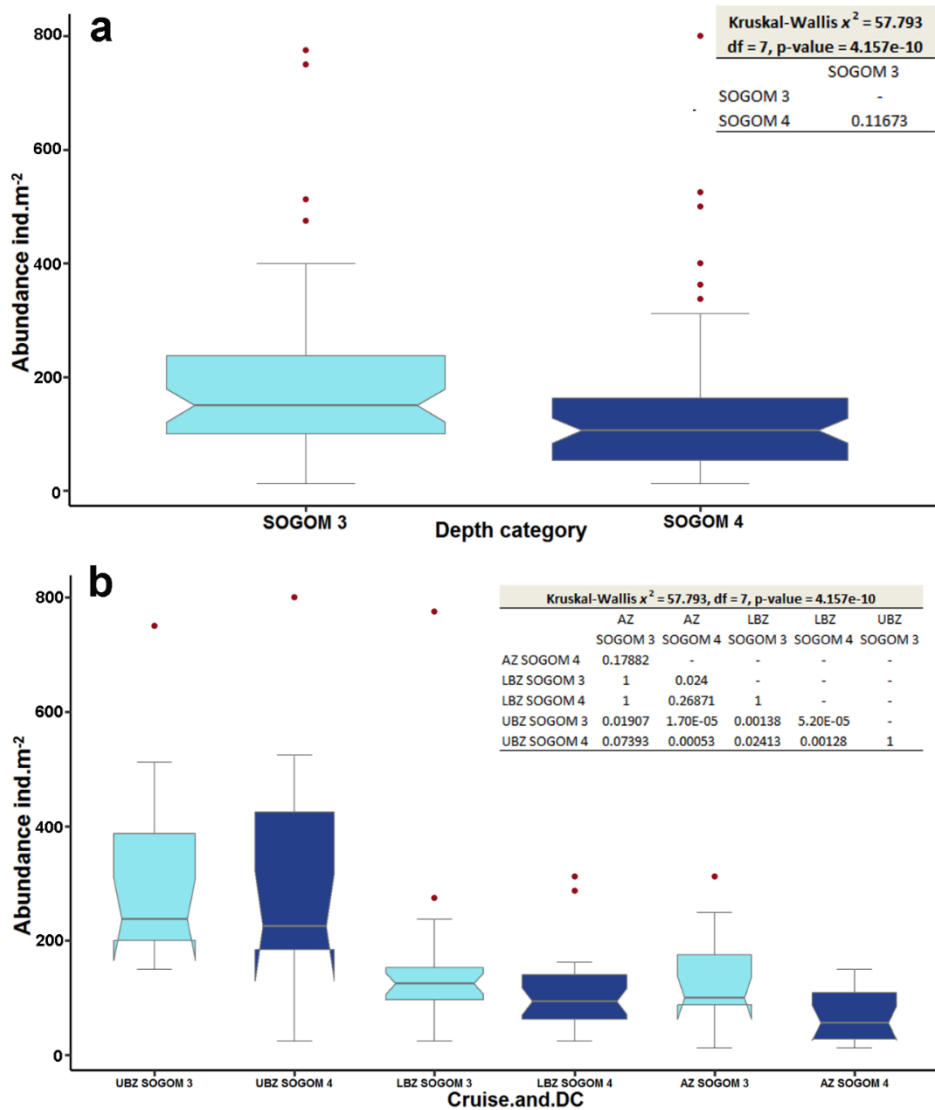 a
Kruskal-Wallis x² = 57.793
df = 7, p-value = 4.157e-10
SOGOM 3
SOGOM 3 -
SOGOM 4 0.11673
Abundance ind.m-2
800
600
400
200
0
SOGOM 3 SOGOM 4
Depth category
b
Kruskal-Wallis x² = 57.793, df = 7, p-value = 4.157e-10
AZ AZ LBZ LBZ UBZ
SOGOM 3 SOGOM 4 SOGOM 3 SOGOM 4 SOGOM 3
AZ SOGOM 4 0.17882 - - - -
LBZ SOGOM 3 1 0.024 - - -
LBZ SOGOM 4 1 0.26871 1 - -
UBZ SOGOM 3 0.01907 1.70E-05 0.00138 5.20E-05 -
UBZ SOGOM 4 0.07393 0.00053 0.02413 0.00128 1
Abundance ind.m-2
800
600
400
200
0
UBZ SOGOM 3 UBZ SOGOM 4 LBZ SOGOM 3 LBZ SOGOM 4 AZ SOGOM 3 AZ SOGOM 4
Cruise.and.DC